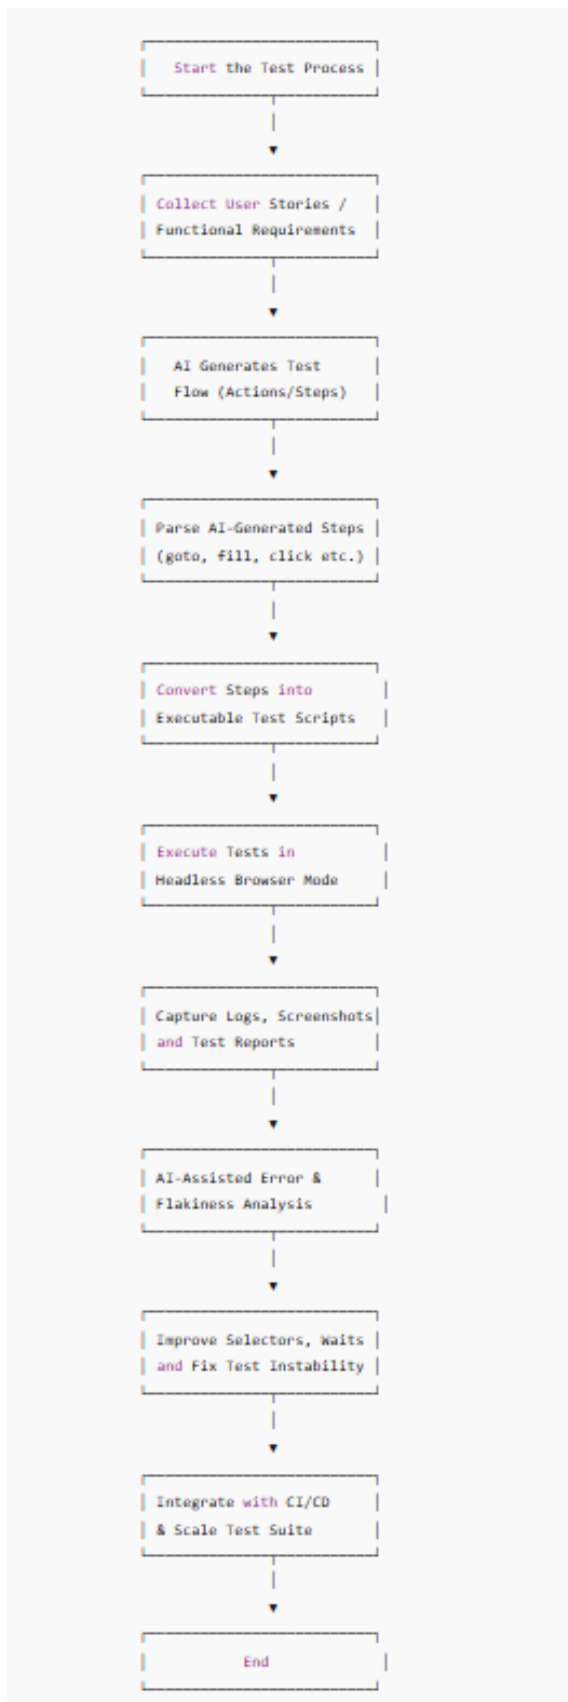 Start the Test Process
Collect User Stories /
Functional Requirements
AI Generates Test
Flow (Actions/Steps)
Parse AI-Generated Steps
(goto, fill, click etc.)
Convert Steps into
Executable Test Scripts
Execute Tests in
Headless Browser Mode
Capture Logs, Screenshots
and Test Reports
AI-Assisted Error &
Flakiness Analysis
Improve Selectors, Waits
and Fix Test Instability
Integrate with CI/CD
& Scale Test Suite
End